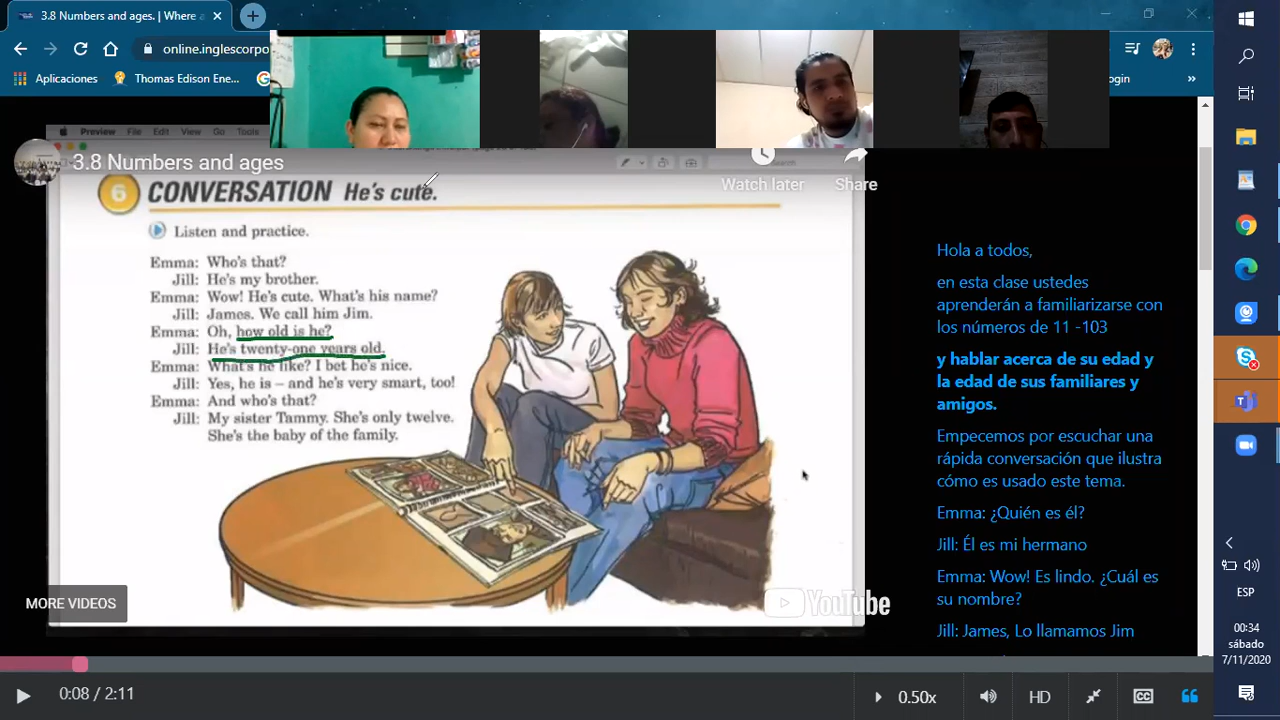 3.8 Numbers and ages. | Where a
online.inglescorpo
Aplicaciones
Thomas Edison Ene...
ogin
»
Preview File Edit View Go Tools
3.8 Numbers and ages
Watch later
Share
6 CONVERSATION He's cute.
Listen and practice.
Emma: Who's that?
Jill: He's my brother.
Emma: Wow! He's cute. What's his name?
Jill: James. We call him Jim.
Emma: Oh, how old is he?
Jill: He's twenty-one years old.
Emma: What's he like? I bet he's nice.
Jill: Yes, he is – and he's very smart, too!
Emma: And who's that?
Jill: My sister Tammy. She's only twelve.
She's the baby of the family.
MORE VIDEOS
YouTube
Hola a todos,
en esta clase ustedes
aprenderán a familiarizarse con
los números de 11 -103
y hablar acerca de su edad y
la edad de sus familiares y
amigos.
Empecemos por escuchar una
rápida conversación que ilustra
cómo es usado este tema.
Emma: ¿Quién es él?
Jill: Él es mi hermano
Emma: Wow! Es lindo. ¿Cuál es
su nombre?
Jill: James, Lo llamamos Jim
0:08 / 2:11
0.50x
HD
CC
ESP
00:34
sábado
7/11/2020